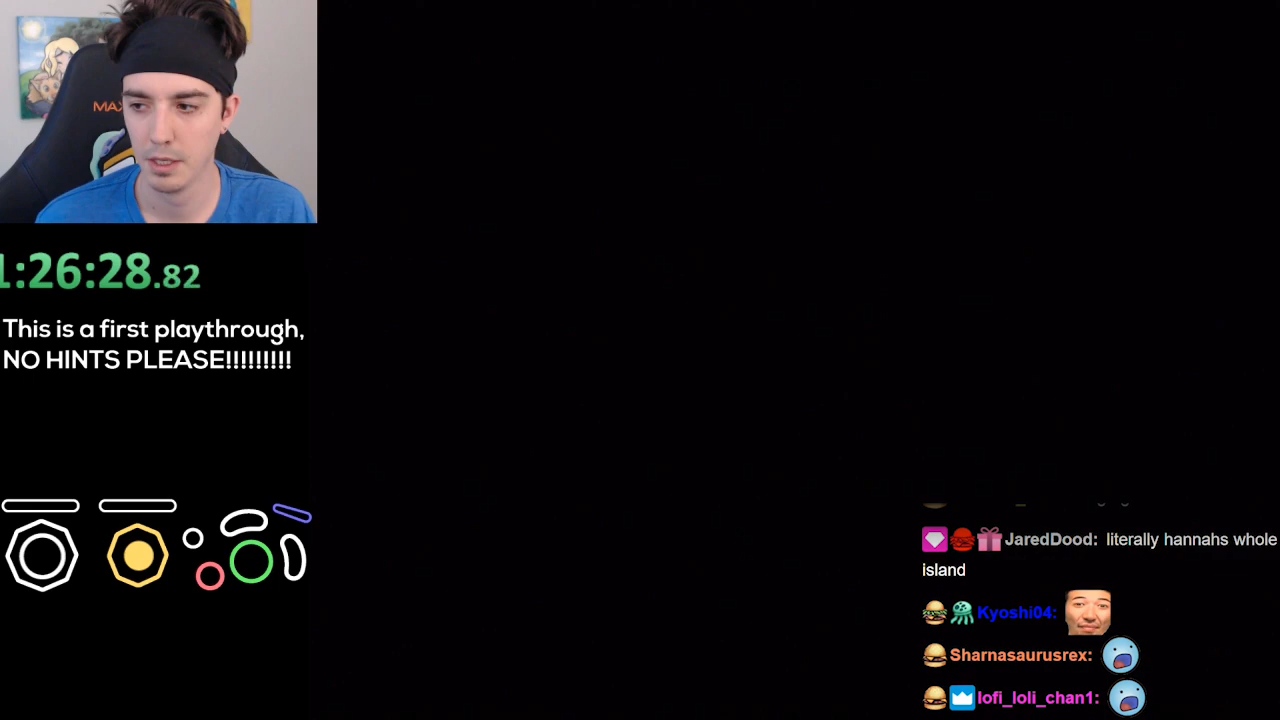 MAX
1:26:28.82
This is a first playthrough,
NO HINTS PLEASE!!!!!!!!!
JaredDood: literally hannahs whole
island
Kyoshi04:
Sharnasaurusrex:
lofi_loli_chan1: